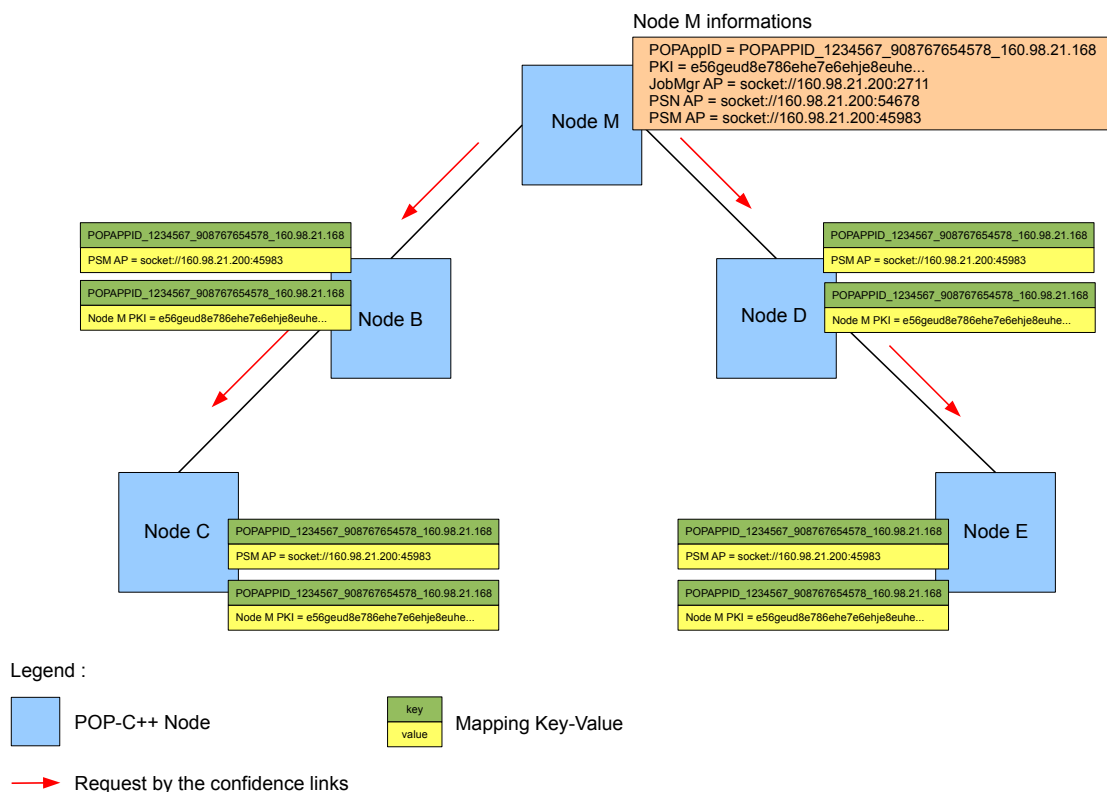 Node M informations
POPAppID = POPAPPID_1234567_908767654578_160.98.21.168
PKI = e56geud8e786ehe7e6ehje8euhe...
JobMgr AP = socket://160.98.21.200:2711
PSN AP = socket://160.98.21.200:54678
PSM AP = socket://160.98.21.200:45983
Node M
POPAPPID_1234567_908767654578_160.98.21.168
PSM AP = socket://160.98.21.200:45983
POPAPPID_1234567_908767654578_160.98.21.168
Node M PKI = e56geud8e786ehe7e6ehje8euhe...
Node B
POPAPPID_1234567_908767654578_160.98.21.168
PSM AP = socket://160.98.21.200:45983
POPAPPID_1234567_908767654578_160.98.21.168
Node M PKI = e56geud8e786ehe7e6ehje8euhe...
Node D
Node C
POPAPPID_1234567_908767654578_160.98.21.168
PSM AP = socket://160.98.21.200:45983
POPAPPID_1234567_908767654578_160.98.21.168
Node M PKI = e56geud8e786ehe7e6ehje8euhe...
POPAPPID_1234567_908767654578_160.98.21.168
PSM AP = socket://160.98.21.200:45983
POPAPPID_1234567_908767654578_160.98.21.168
Node M PKI = e56geud8e786ehe7e6ehje8euhe...
Node E
Legend :
POP-C++ Node
key
value
Mapping Key-Value
Request by the confidence links